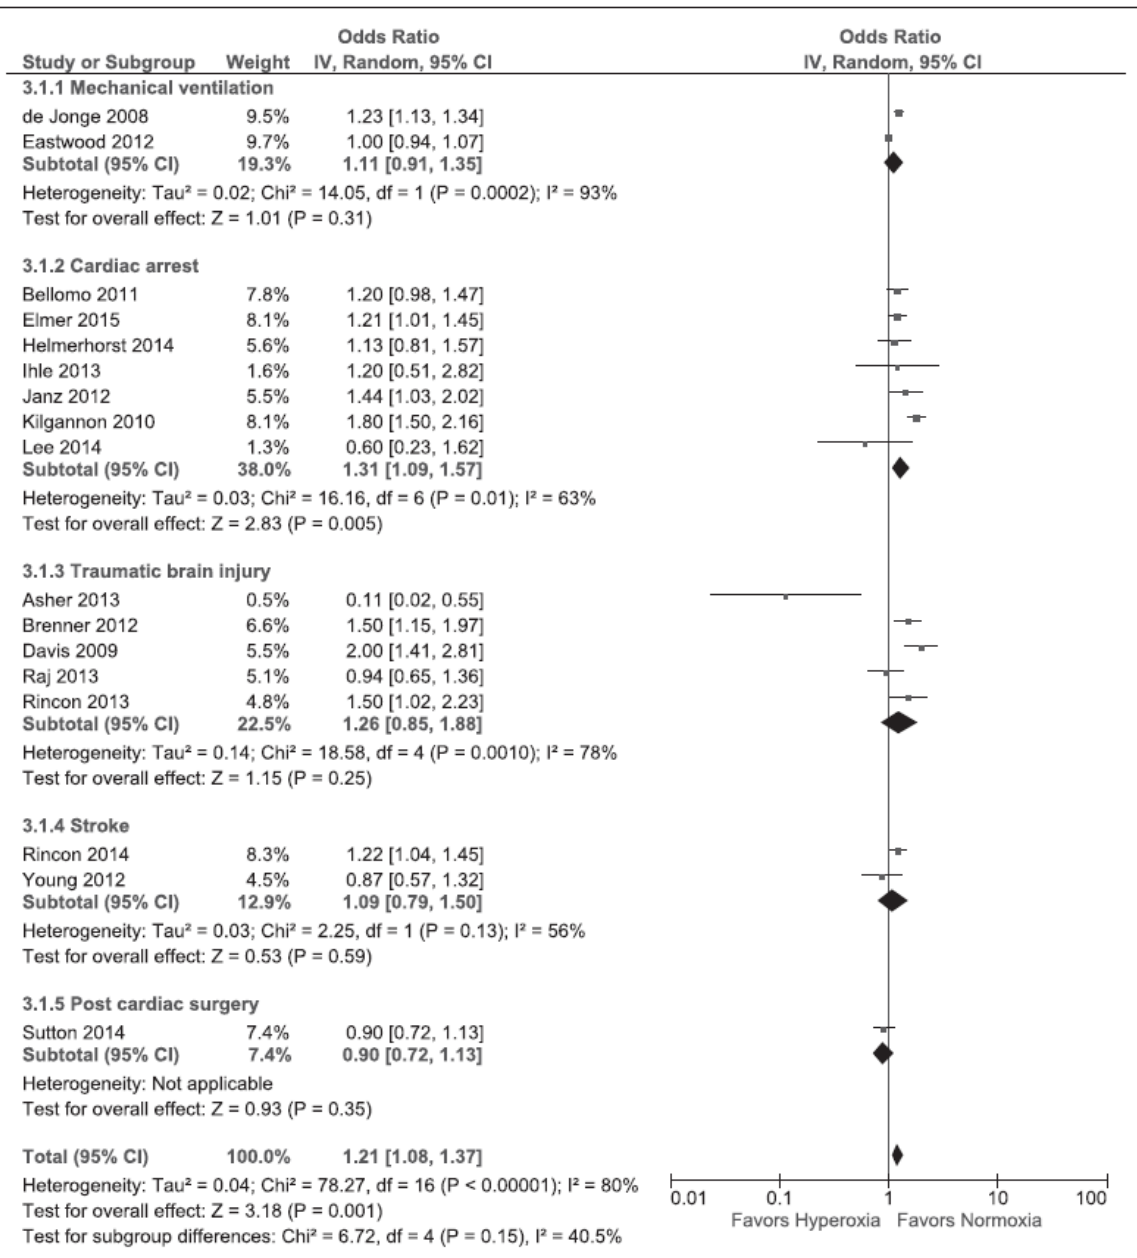 Odds Ratio Odds Ratio
Study or Subgroup Weight IV, Random, 95% CI IV, Random, 95% CI
3.1.1 Mechanical ventilation
de Jonge 2008 9.5% 1.23 [1.13, 1.34]
Eastwood 2012 9.7% 1.00 [0.94, 1.07]
Subtotal (95% CI) 19.3% 1.11 [0.91, 1.35]
Heterogeneity: Tau² = 0.02; Chi² = 14.05, df = 1 (P = 0.0002); I² = 93%
Test for overall effect: Z = 1.01 (P = 0.31)
3.1.2 Cardiac arrest
Bellomo 2011 7.8% 1.20 [0.98, 1.47]
Elmer 2015 8.1% 1.21 [1.01, 1.45]
Helmerhorst 2014 5.6% 1.13 [0.81, 1.57]
Ihle 2013 1.6% 1.20 [0.51, 2.82]
Janz 2012 5.5% 1.44 [1.03, 2.02]
Kilgannon 2010 8.1% 1.80 [1.50, 2.16]
Lee 2014 1.3% 0.60 [0.23, 1.62]
Subtotal (95% CI) 38.0% 1.31 [1.09, 1.57]
Heterogeneity: Tau² = 0.03; Chi² = 16.16, df = 6 (P = 0.01); I² = 63%
Test for overall effect: Z = 2.83 (P = 0.005)
3.1.3 Traumatic brain injury
Asher 2013 0.5% 0.11 [0.02, 0.55]
Brenner 2012 6.6% 1.50 [1.15, 1.97]
Davis 2009 5.5% 2.00 [1.41, 2.81]
Raj 2013 5.1% 0.94 [0.65, 1.36]
Rincon 2013 4.8% 1.50 [1.02, 2.23]
Subtotal (95% CI) 22.5% 1.26 [0.85, 1.88]
Heterogeneity: Tau² = 0.14; Chi² = 18.58, df = 4 (P = 0.0010); I² = 78%
Test for overall effect: Z = 1.15 (P = 0.25)
3.1.4 Stroke
Rincon 2014 8.3% 1.22 [1.04, 1.45]
Young 2012 4.5% 0.87 [0.57, 1.32]
Subtotal (95% CI) 12.9% 1.09 [0.79, 1.50]
Heterogeneity: Tau² = 0.03; Chi² = 2.25, df = 1 (P = 0.13); I² = 56%
Test for overall effect: Z = 0.53 (P = 0.59)
3.1.5 Post cardiac surgery
Sutton 2014 7.4% 0.90 [0.72, 1.13]
Subtotal (95% CI) 7.4% 0.90 [0.72, 1.13]
Heterogeneity: Not applicable
Test for overall effect: Z = 0.93 (P = 0.35)
Total (95% CI) 100.0% 1.21 [1.08, 1.37]
Heterogeneity: Tau² = 0.04; Chi² = 78.27, df = 16 (P < 0.00001); I² = 80%
0.01 0.1 1 10 100
Test for overall effect: Z = 3.18 (P = 0.001)
Favors Hyperoxia Favors Normoxia
Test for subgroup differences: Chi² = 6.72, df = 4 (P = 0.15), I² = 40.5%